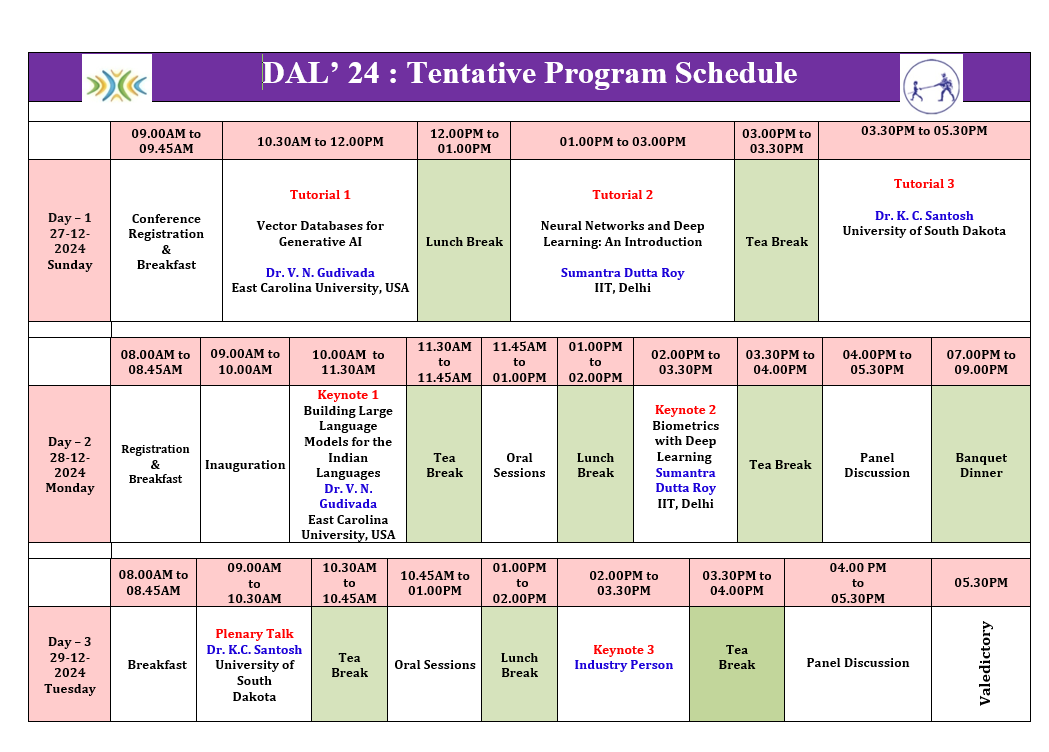 DAL’ 24 : Tentative Program Schedule
09.00AM to
09.45AM
10.30AM to 12.00PM
12.00PM to
01.00PM
01.00PM to 03.00PM
03.00PM to
03.30PM
03.30PM to 05.30PM
Day – 1
27-12-
2024
Sunday
Conference
Registration
&
Breakfast
Tutorial 1
Vector Databases for
Generative AI
Dr. V. N. Gudivada
East Carolina University, USA
Lunch Break
Tutorial 2
Neural Networks and Deep
Learning: An Introduction
Sumantra Dutta Roy
IIT, Delhi
Tea Break
Tutorial 3
Dr. K. C. Santosh
University of South Dakota
08.00AM to
08.45AM
09.00AM to
10.00AM
10.00AM to
11.30AM
11.30AM
to
11.45AM
11.45AM
to
01.00PM
01.00PM
to
02.00PM
02.00PM to
03.30PM
03.30PM to
04.00PM
04.00PM to
05.30PM
07.00PM to
09.00PM
Day – 2
28-12-
2024
Monday
Registration
&
Breakfast
Inauguration
Keynote 1
Building Large
Language
Models for the
Indian
Languages
Dr. V. N.
Gudivada
East Carolina
University, USA
Tea
Break
Oral
Sessions
Lunch
Break
Keynote 2
Biometrics
with Deep
Learning
Sumantra
Dutta Roy
IIT, Delhi
Tea Break
Panel
Discussion
Banquet
Dinner
08.00AM to
08.45AM
09.00AM
to
10.30AM
10.30AM
to
10.45AM
10.45AM to
01.00PM
01.00PM
to
02.00PM
02.00PM to
03.30PM
03.30PM to
04.00PM
04.00 PM
to
05.30PM
05.30PM
Day – 3
29-12-
2024
Tuesday
Breakfast
Plenary Talk
Dr. K.C. Santosh
University of
South
Dakota
Tea
Break
Oral Sessions
Lunch
Break
Keynote 3
Industry Person
Tea
Break
Panel Discussion
Valedictory